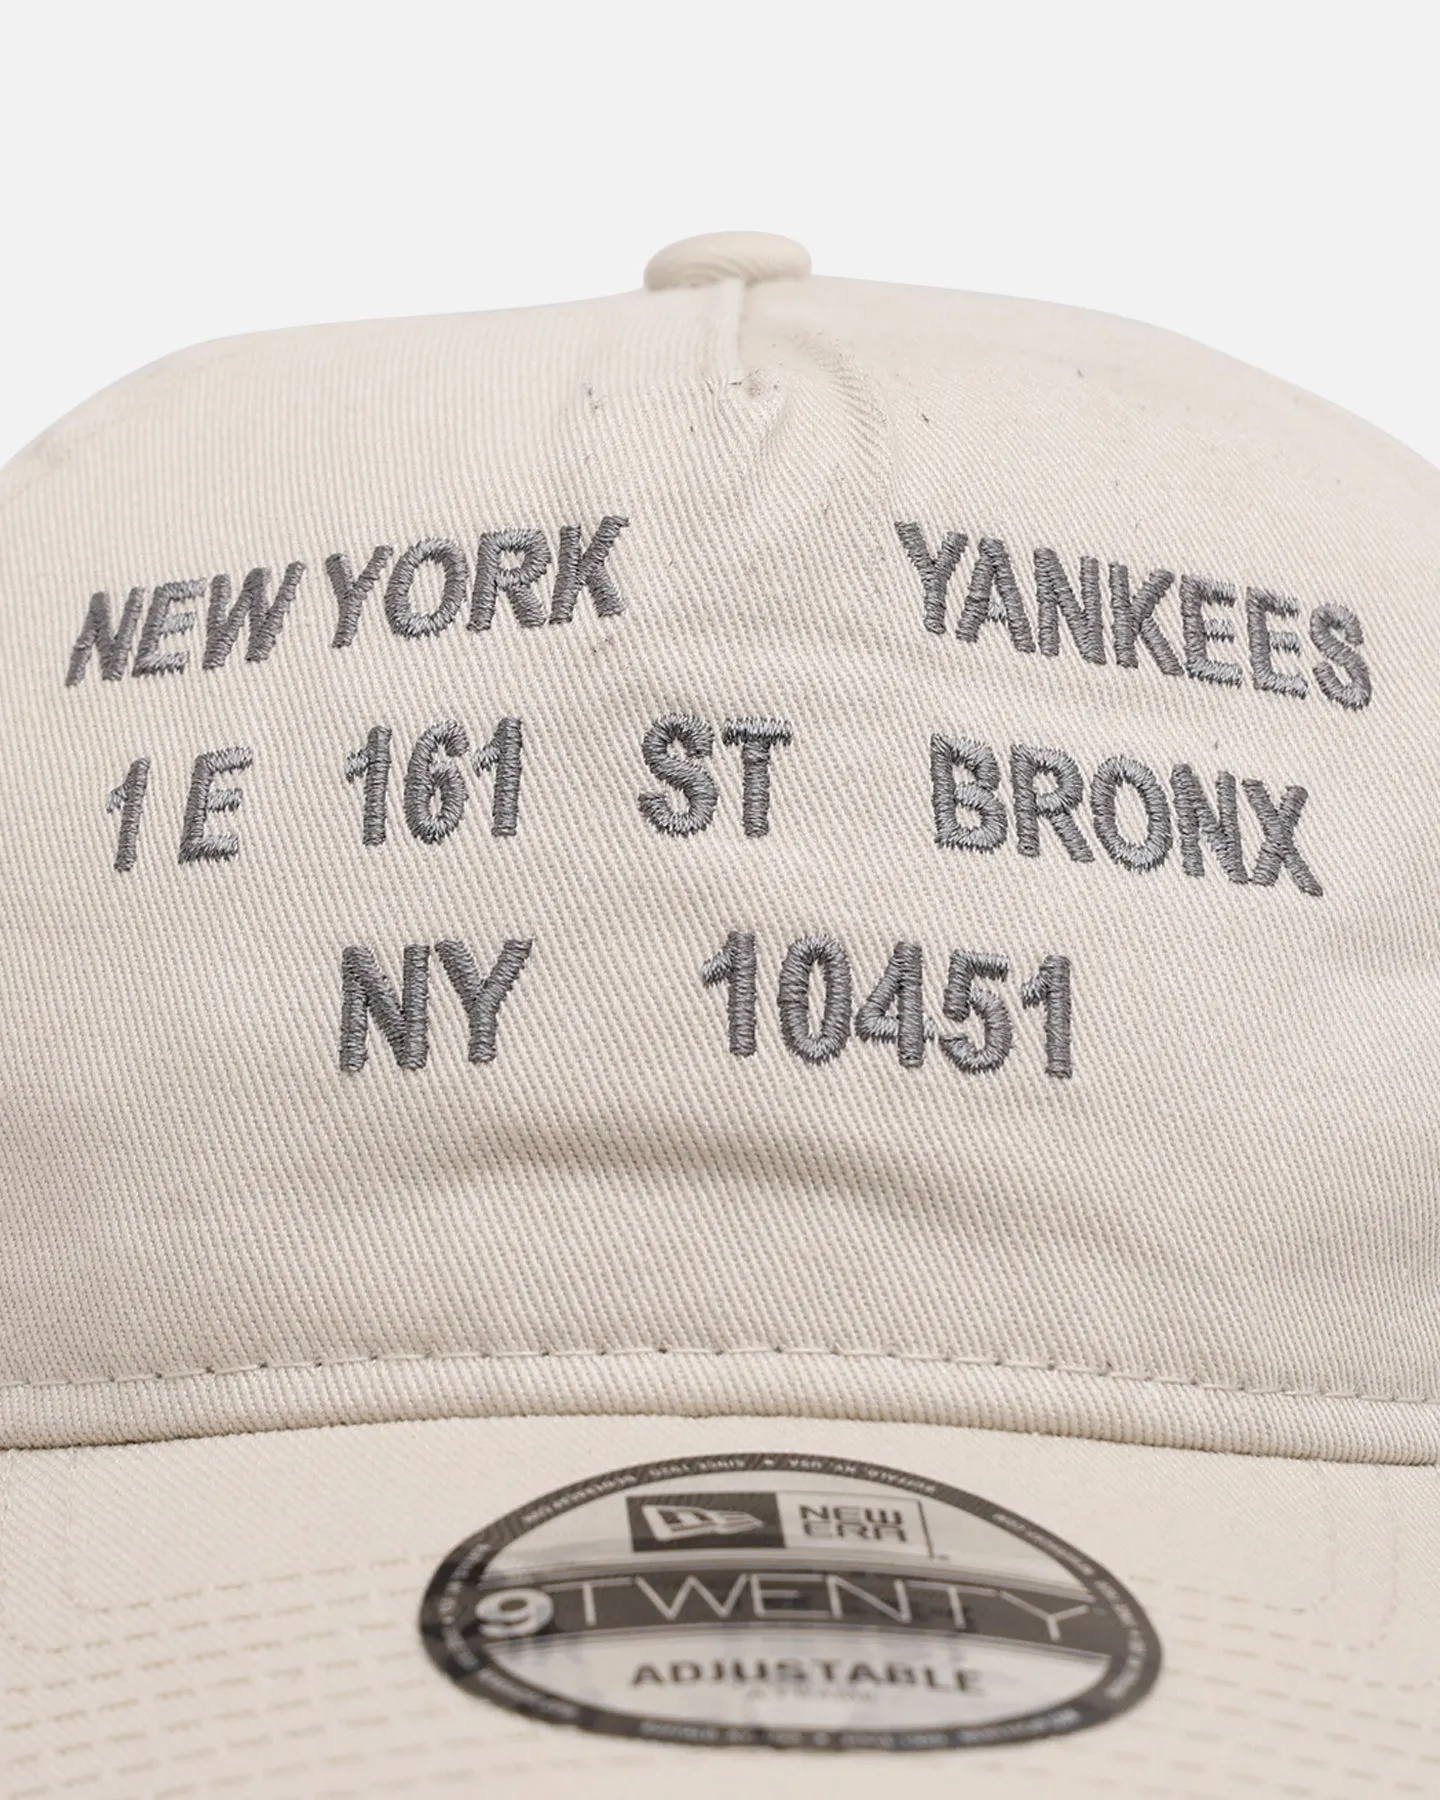 NEW YORK YANKEES
1 E 161 ST BRONX
NY 10451
NEW ERA
9TWENTY
ADJUSTABLE